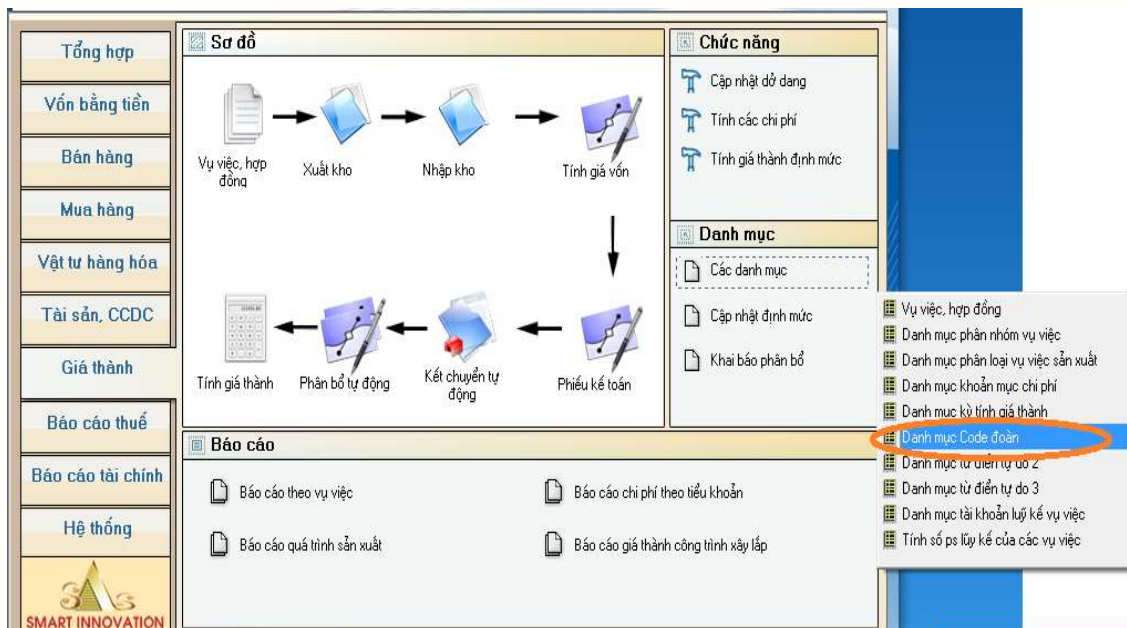 Tổng hợp
Vốn bằng tiền
Bán hàng
Mua hàng
Vật tư hàng hóa
Tài sản, CCDC
Giá thành
Báo cáo thuế
Báo cáo tài chính
Hệ thống
SAS
SMART INNOVATION
Sơ đồ
Vụ việc, hợp
đồng
Xuất kho
Nhập kho
Tính giá vốn
Tính giá thành
Phân bổ tự động
Kết chuyển tự
động
Phiếu kế toán
Chức năng
Cập nhật dở dang
Tính các chi phí
Tính giá thành định mức
Danh mục
Các danh mục
Cập nhật định mức
Khai báo phân bổ
Vụ việc, hợp đồng
Danh mục phân nhóm vụ việc
Danh mục phân loại vụ việc sản xuất
Danh mục khoản mục chi phí
Danh mục kỳ tính giá thành
Danh mục Code đoàn
Danh mục từ điển tự do 2
Danh mục từ điển tự do 3
Danh mục tài khoản luỹ kế vụ việc
Tính số ps lũy kế của các vụ việc
Báo cáo
Báo cáo theo vụ việc
Báo cáo chi phí theo tiểu khoản
Báo cáo quá trình sản xuất
Báo cáo giá thành công trình xây lắp